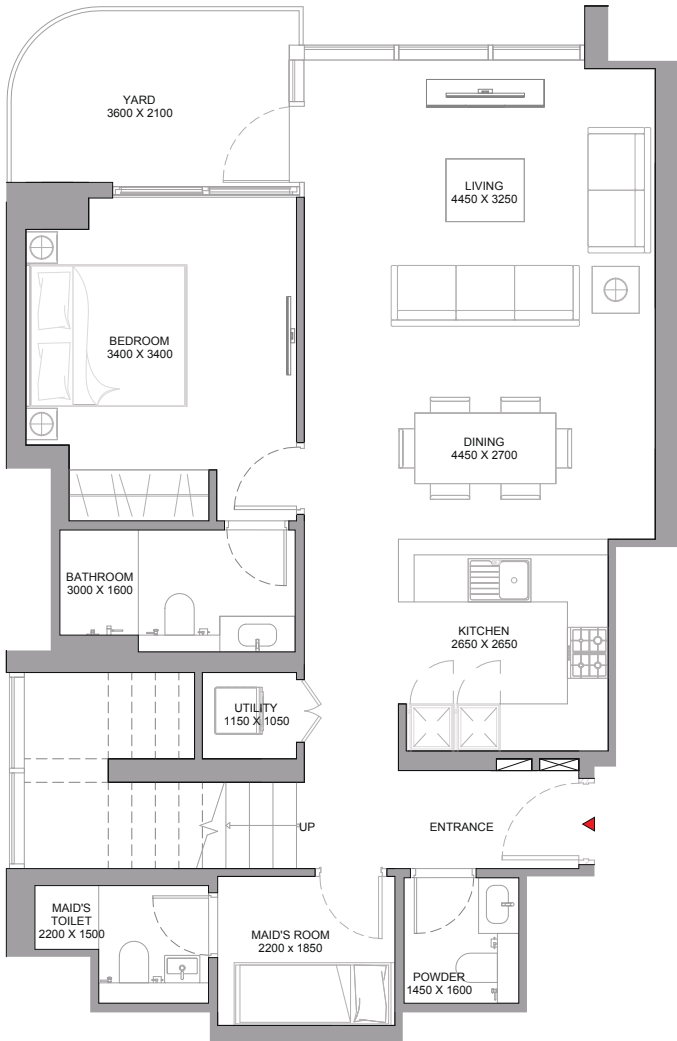 YARD
3600 X 2100
LIVING
4450 X 3250
BEDROOM
3400 X 3400
DINING
4450 X 2700
BATHROOM
3000 X 1600
KITCHEN
2650 X 2650
UTILITY
1150 X 1050
UP
ENTRANCE
MAID'S
TOILET
2200 X 1500
MAID'S ROOM
2200 x 1850
POWDER
1450 X 1600